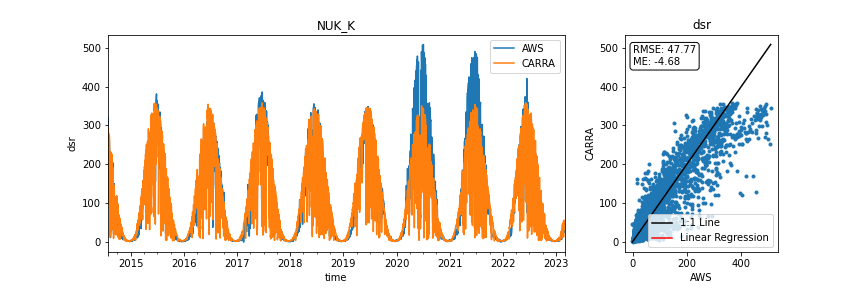 NUK_K
dsr
500
400
300
200
100
0
2015
2016
2017
2018
2019
2020
2021
2022
2023
time
AWS
CARRA
dsr
CARRA
500
400
300
200
100
0
0
200
400
AWS
RMSE: 47.77
ME: -4.68
1:1 Line
Linear Regression